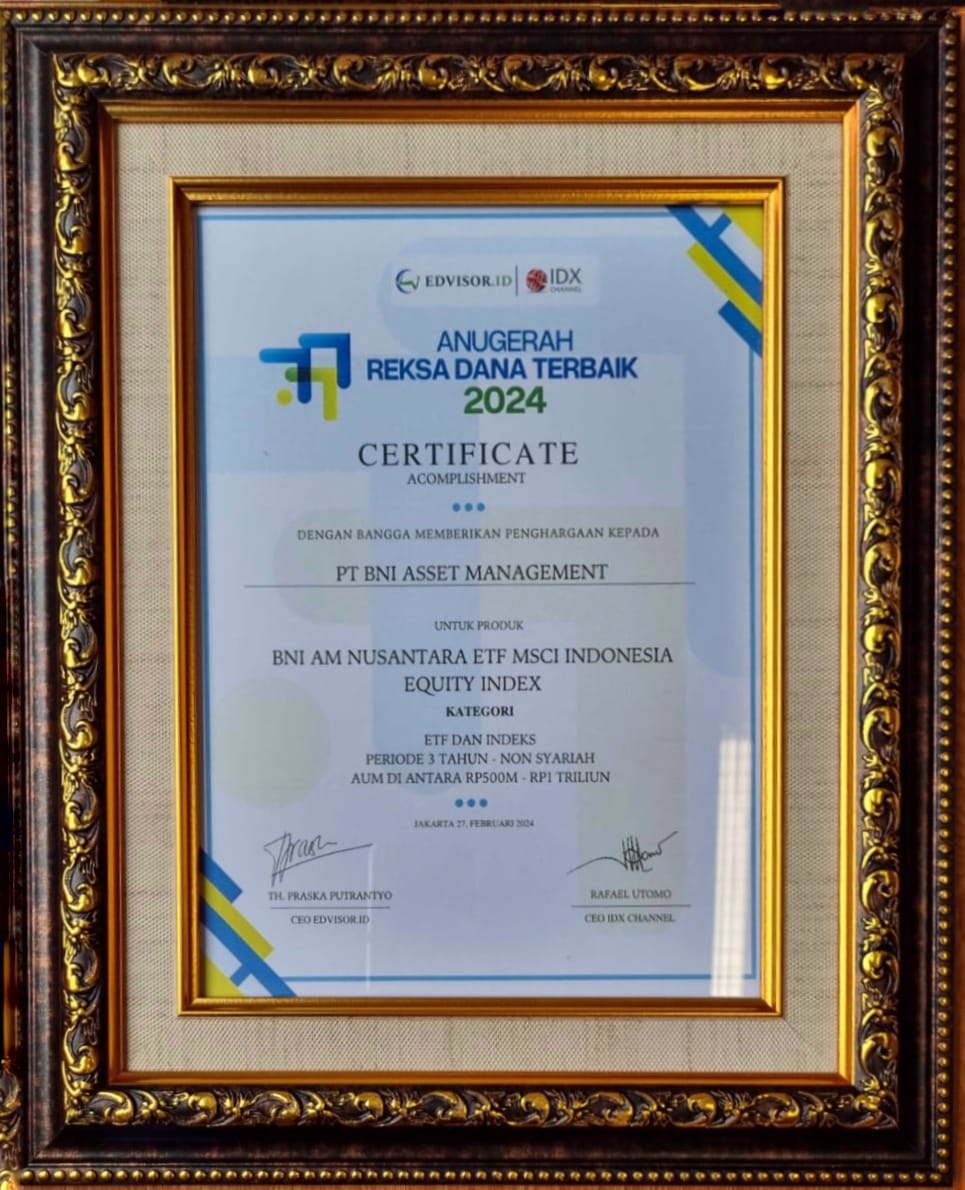 EDVISOR.ID | IDX
CHANNEL
ANUGERAH
REKSA DANA TERBAIK
2024
CERTIFICATE
ACOMPLISHMENT
DENGAN BANGGA MEMBERIKAN PENGHARGAAN KEPADA
PT BNI ASSET MANAGEMENT
UNTUK PRODUK
BNI AM NUSANTARA ETF MSCI INDONESIA
EQUITY INDEX
KATEGORI
ETF DAN INDEKS
PERIODE 3 TAHUN - NON SYARIAH
AUM DI ANTARA RP500M - RP1 TRILIUN
JAKARTA 27, FEBRUARI 2024
TH. PRASKA PUTRANTYO
CEO EDVISOR.ID
RAFAEL UTOMO
CEO IDX CHANNEL